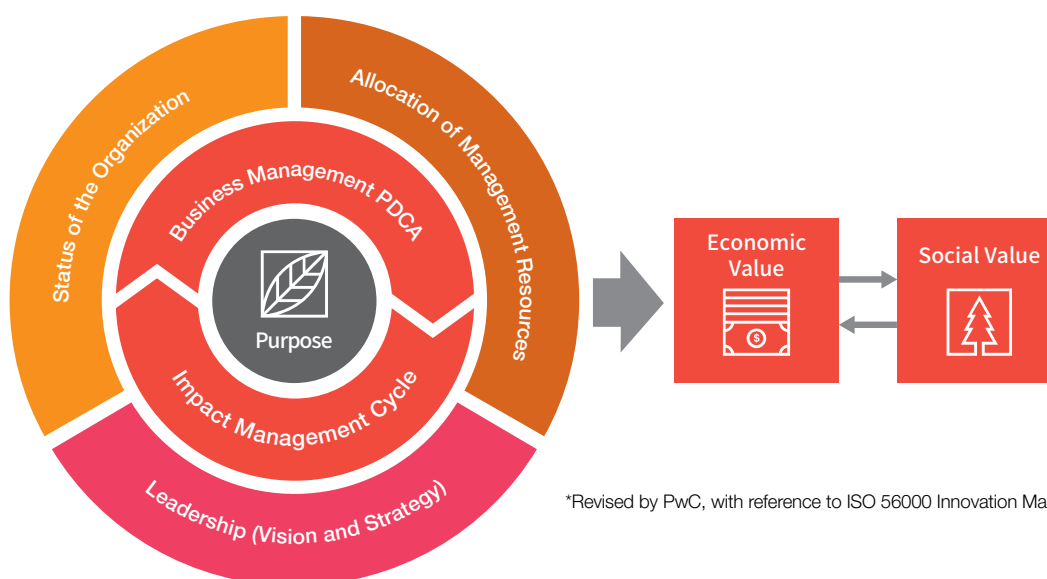 Status of the Organization
Allocation of Management Resources
Business Management PDCA
Purpose
Impact Management Cycle
Leadership (Vision and Strategy)
Economic
Value
$
Social Value
*Revised by PwC, with reference to ISO 56000 Innovation Ma